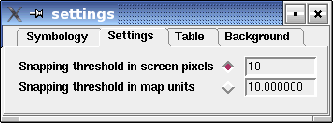 settings
Symbology Settings Table Background
Snapping threshold in screen pixels 10
Snapping threshold in map units 10.000000